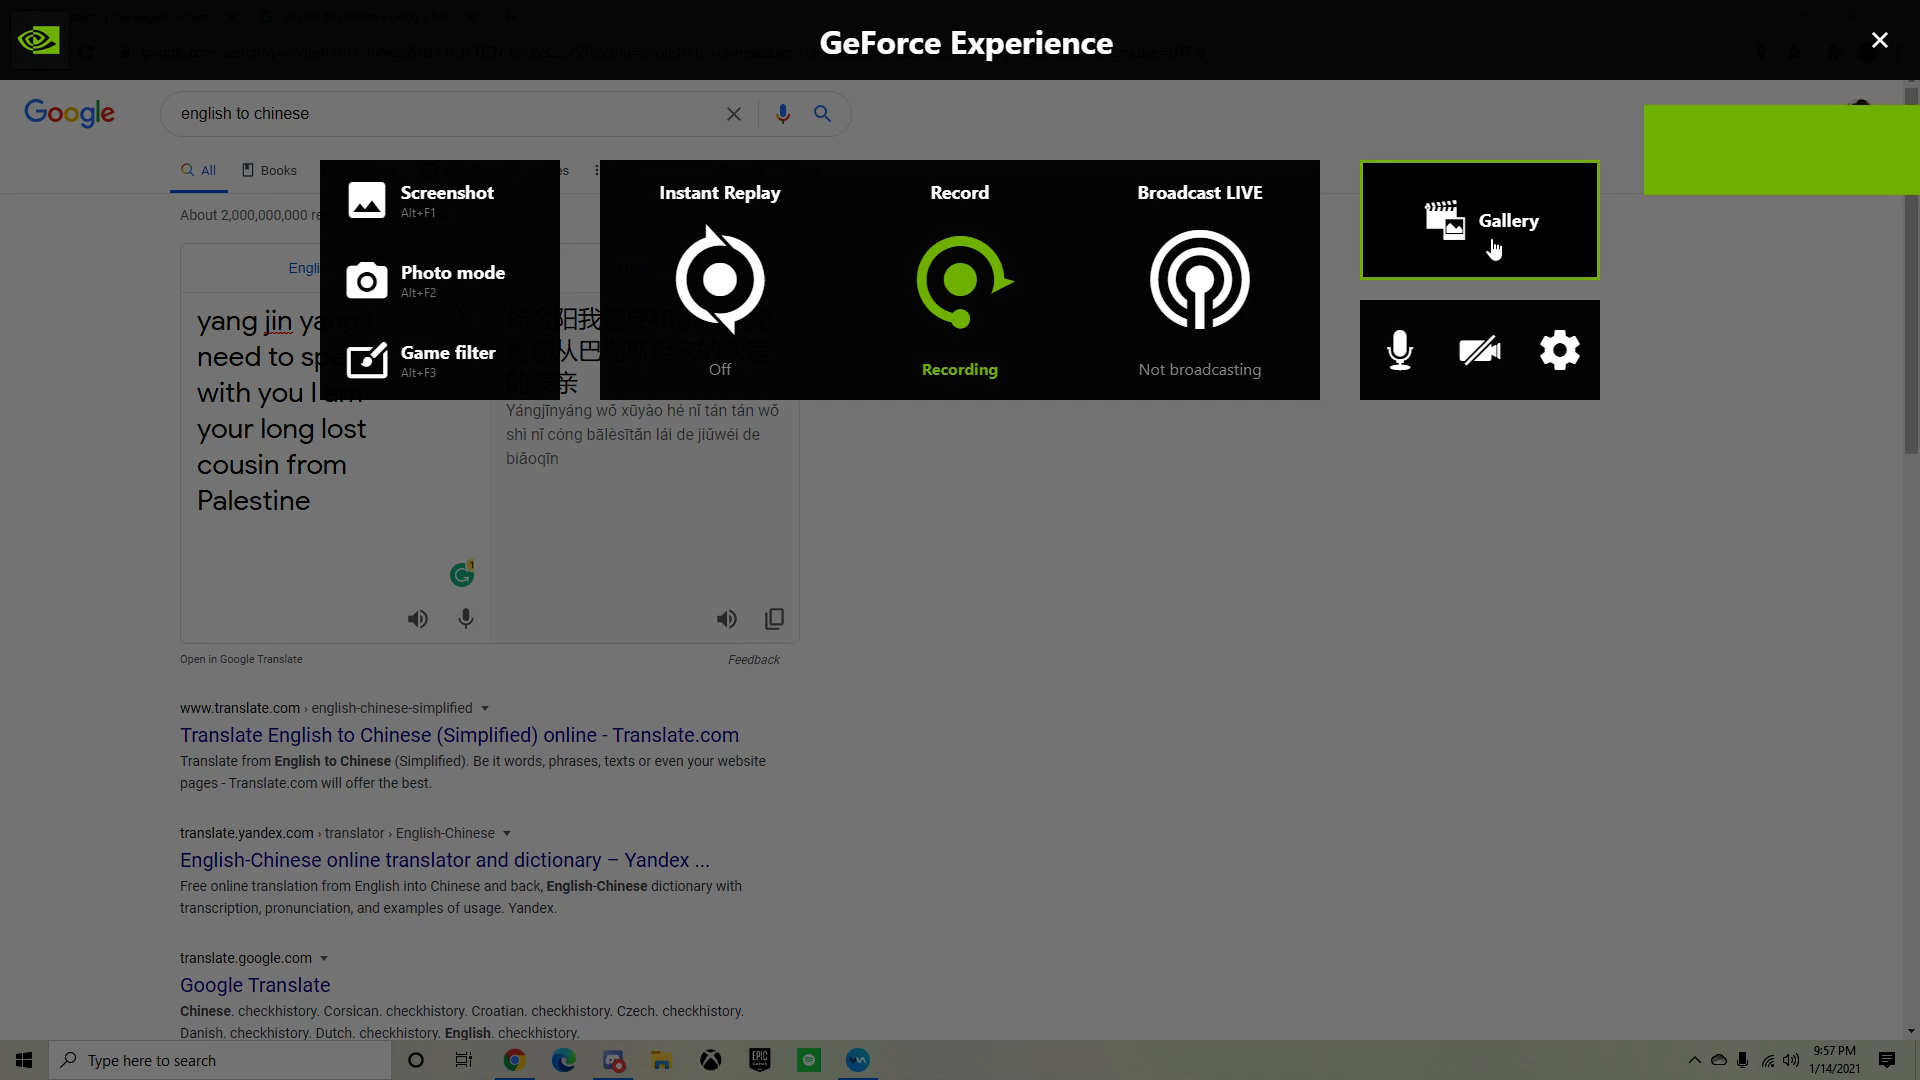 GeForce Experience
Google
english to chinese
All
Books
About 2,000,000,000
Screenshot
Alt+F1
Photo mode
Alt+F2
Game filter
Alt+F3
Instant Replay
Off
Record
Recording
Broadcast LIVE
Not broadcasting
Gallery
yang jin yang I
need to sp
with you I am
your long lost
cousin from
Palestine
1
Yángjīnyáng wǒ xūyào hé nǐ tán tán wǒ
shì nǐ cóng bālèsītǎn lái de jiǔwéi de
biǎoqīn
Open in Google Translate
Feedback
www.translate.com › english-chinese-simplified
Translate English to Chinese (Simplified) online - Translate.com
Translate from English to Chinese (Simplified). Be it words, phrases, texts or even your website
pages - Translate.com will offer the best.
translate.yandex.com › translator › English-Chinese
English-Chinese online translator and dictionary – Yandex ...
Free online translation from English into Chinese and back, English-Chinese dictionary with
transcription, pronunciation, and examples of usage. Yandex.
translate.google.com
Google Translate
Chinese. checkhistory. Corsican. checkhistory. Croatian. checkhistory. Czech. checkhistory.
Danish. checkhistory. Dutch. checkhistory. English. checkhistory.
Type here to search
EPIC
GAMES
9:57 PM
1/14/2021